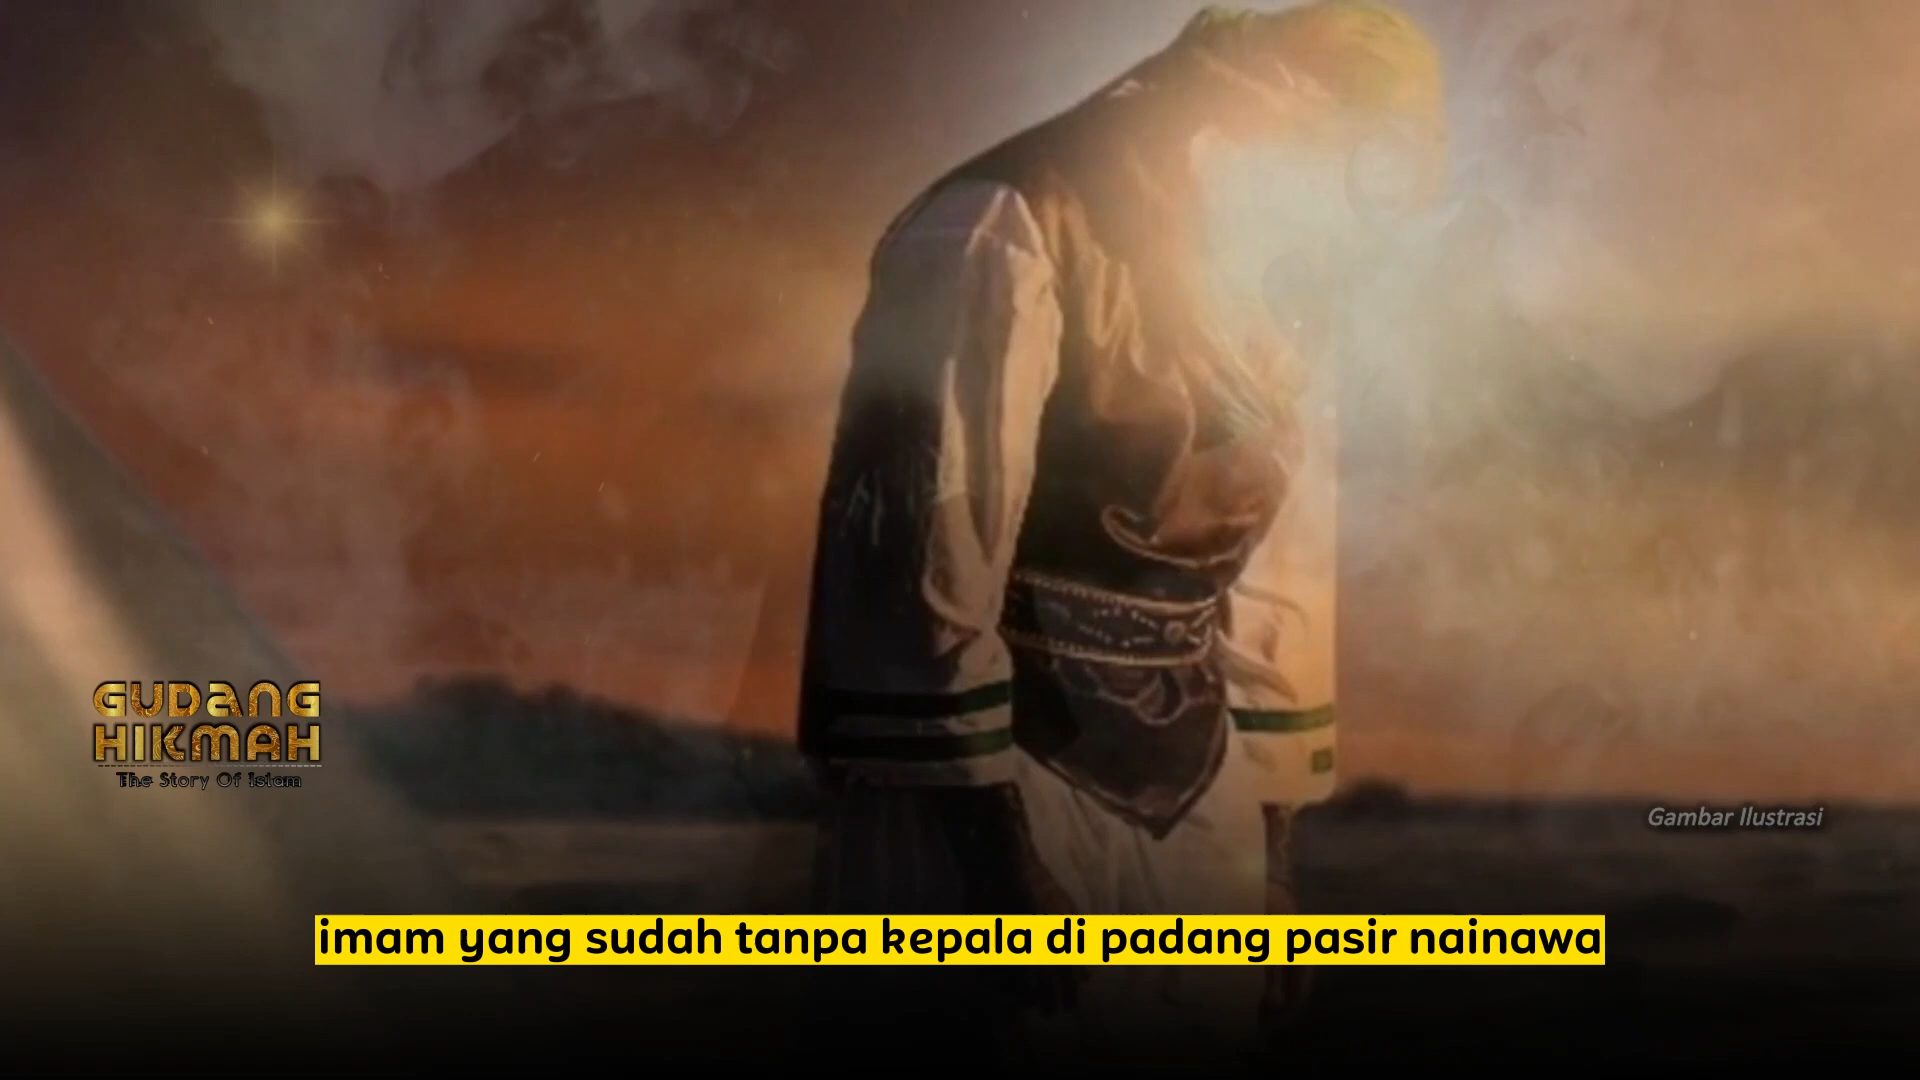 GUDANG
HIKMAH
The Story Of Islam
Gambar Ilustrasi
imam yang sudah tanpa kepala di padang pasir nainawa